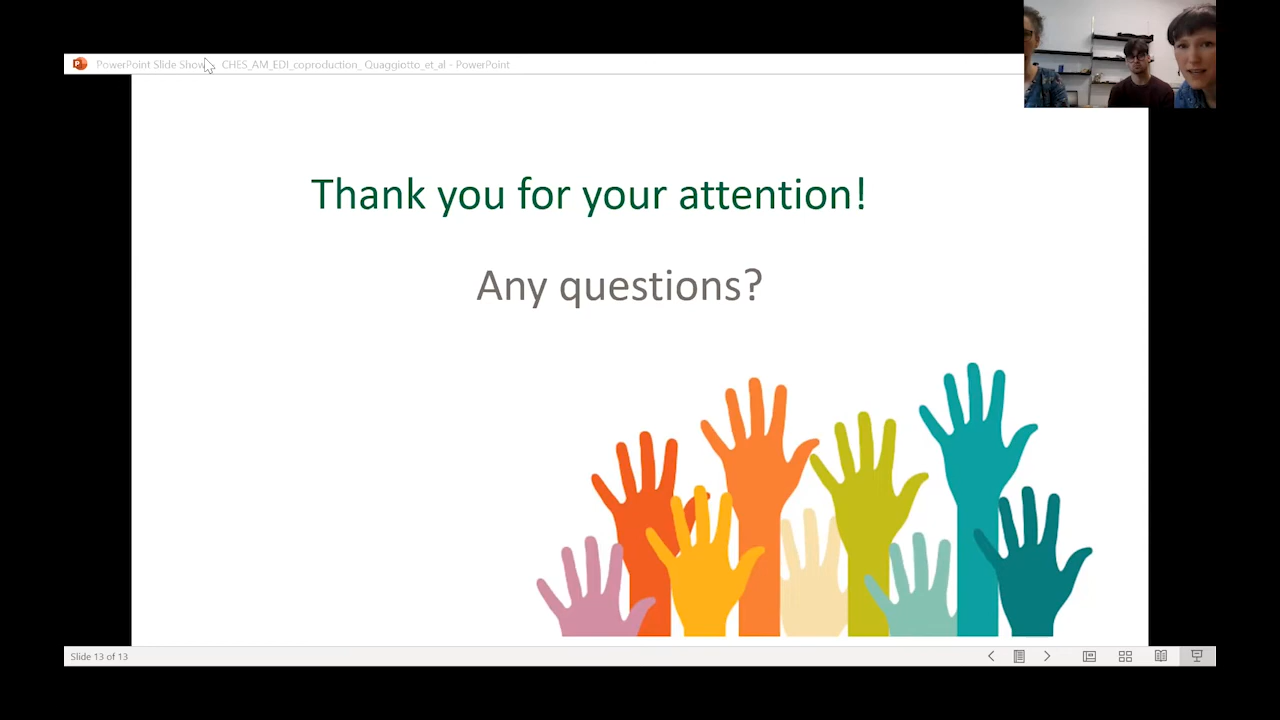 PowerPoint Slide Show CHES_AM_EDI_coproduction_ Quaggiotto_et_al - PowerPoint
Thank you for your attention!
Any questions?
Slide 13 of 13